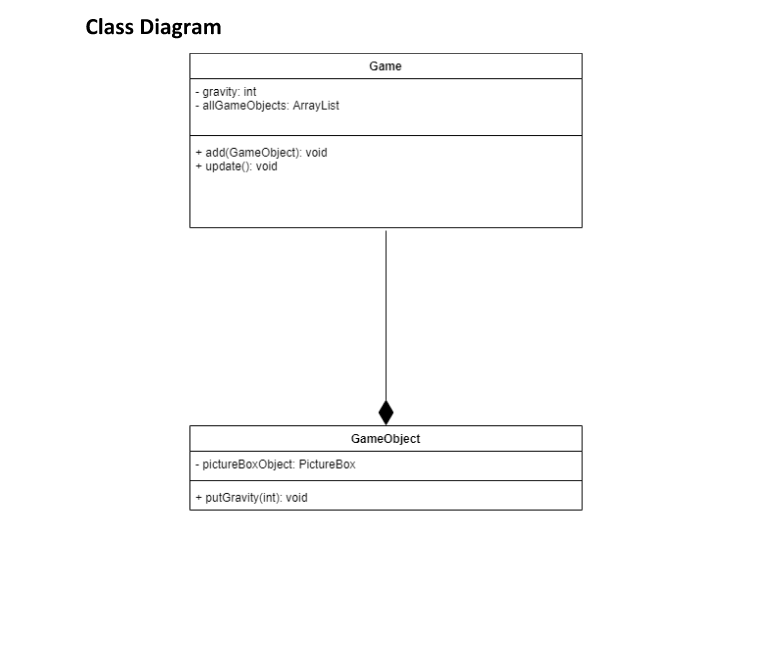 Class Diagram
Game
- gravity: int
- allGameObjects: ArrayList
+ add(GameObject): void
+ update(): void
GameObject
- pictureBoxObject: PictureBox
+ putGravity(int): void